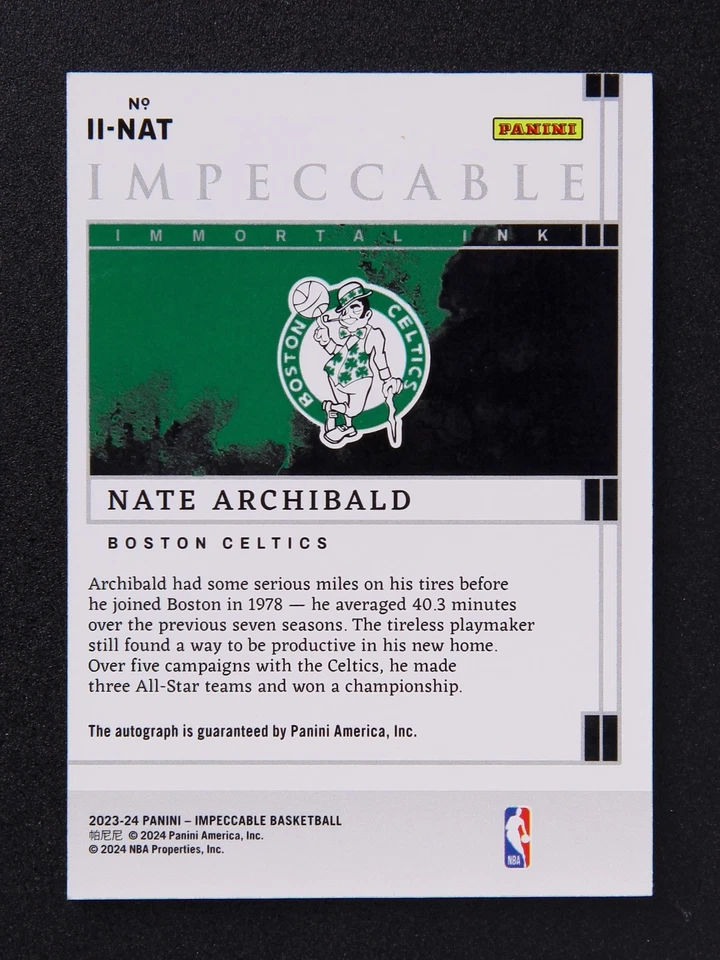 Nº
II-NAT
PANINI
IMPECCABLE
IMMORTAL INK
BOSTON CELTICS
NATE ARCHIBALD
BOSTON CELTICS
Archibald had some serious miles on his tires before
he joined Boston in 1978 — he averaged 40.3 minutes
over the previous seven seasons. The tireless playmaker
still found a way to be productive in his new home.
Over five campaigns with the Celtics, he made
three All-Star teams and won a championship.
The autograph is guaranteed by Panini America, Inc.
2023-24 PANINI – IMPECCABLE BASKETBALL
帕尼尼 © 2024 Panini America, Inc.
© 2024 NBA Properties, Inc.
NBA